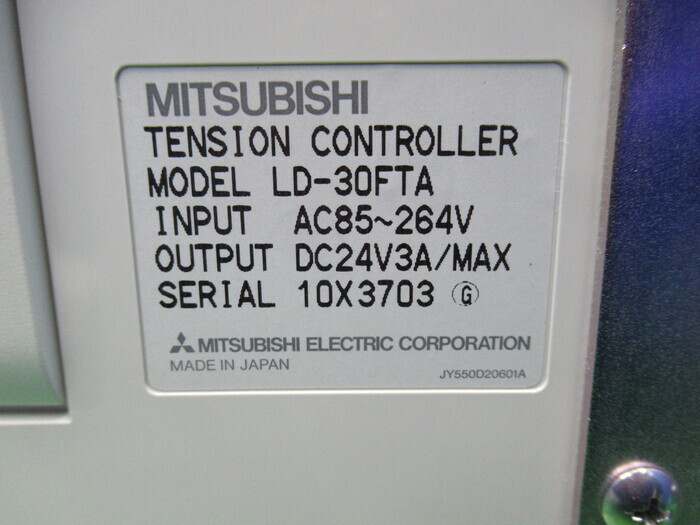 MITSUBISHI
TENSION CONTROLLER
MODEL LD-30FTA
INPUT AC85~264V
OUTPUT DC24V3A/MAX
SERIAL 10X3703 Ⓖ
MITSUBISHI ELECTRIC CORPORATION
MADE IN JAPAN
JY550D20601A